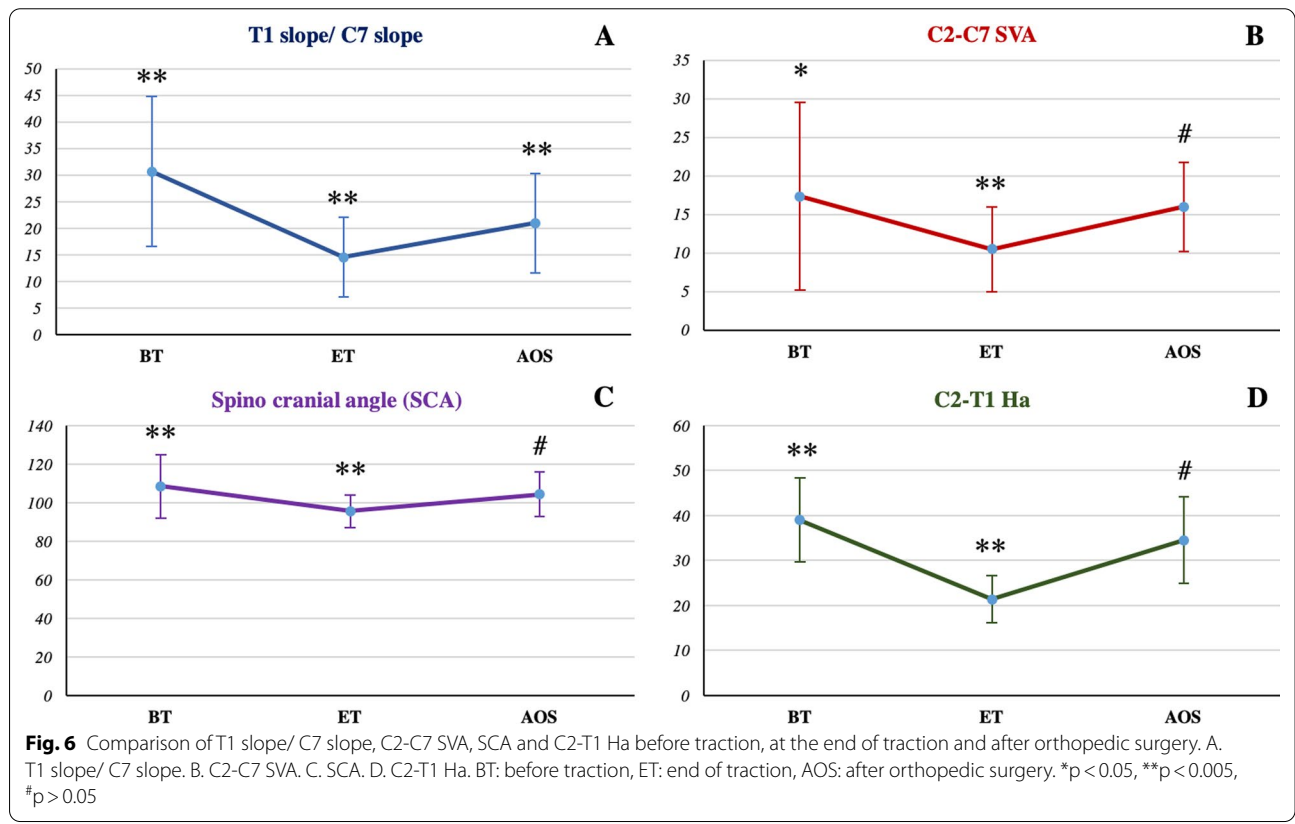 T1 slope/ C7 slope
A
50
45
40
35
30
25
20
15
10
5
0
**
**
**
BT
ET
AOS
C2-C7 SVA
B
35
30
25
20
15
10
5
0
*
**
#
BT
ET
AOS
Spino cranial angle (SCA)
C
140
120
100
80
60
40
20
0
**
**
#
BT
ET
AOS
C2-T1 Ha
D
60
50
40
30
20
10
0
**
**
#
BT
ET
AOS
Fig. 6 Comparison of T1 slope/ C7 slope, C2-C7 SVA, SCA and C2-T1 Ha before traction, at the end of traction and after orthopedic surgery. A.
T1 slope/ C7 slope. B. C2-C7 SVA. C. SCA. D. C2-T1 Ha. BT: before traction, ET: end of traction, AOS: after orthopedic surgery. *p < 0.05, **p < 0.005,
#p > 0.05